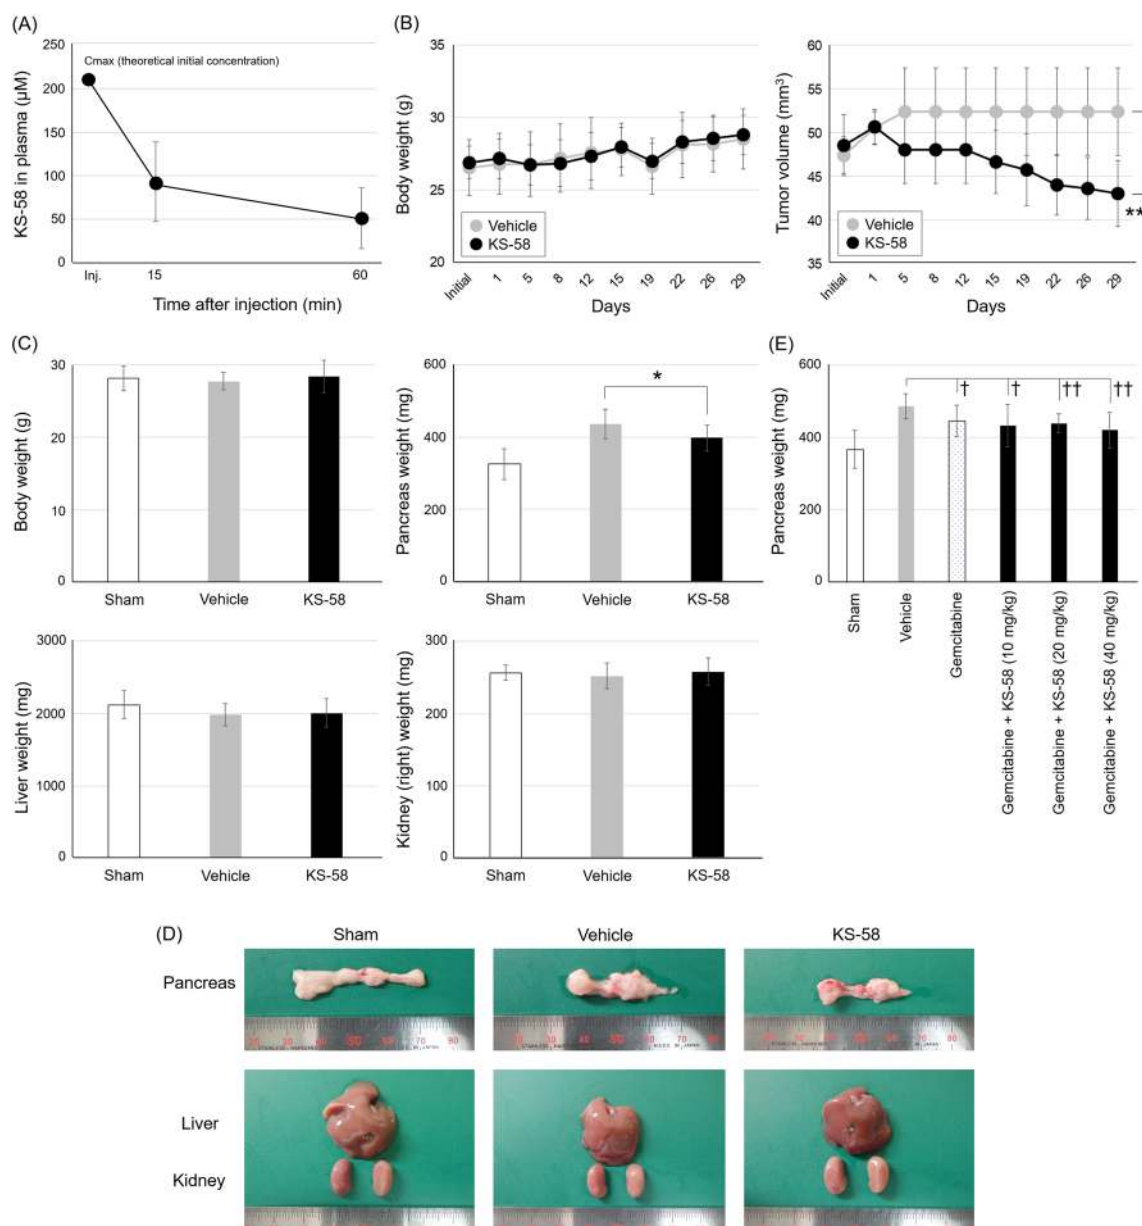 (A)
KS-58 in plasma (μM)
250
200
150
100
50
0
Cmax (theoretical initial concentration)
Inj.
15
60
Time after injection (min)
(B)
Body weight (g)
35
30
25
20
Vehicle
KS-58
Initial
1
5
8
12
15
19
22
26
29
Days
Tumor volume (mm³)
60
55
50
45
40
35
Vehicle
KS-58
**
Initial
1
5
8
12
15
19
22
26
29
Days
(C)
Body weight (g)
30
20
10
0
Sham
Vehicle
KS-58
Pancreas weight (mg)
600
400
200
0
*
Sham
Vehicle
KS-58
Liver weight (mg)
3000
2000
1000
0
Sham
Vehicle
KS-58
Kidney (right) weight (mg)
300
200
100
0
Sham
Vehicle
KS-58
(E)
Pancreas weight (mg)
600
400
200
0
†
†
††
††
Sham
Vehicle
Gemcitabine
Gemcitabine + KS-58 (10 mg/kg)
Gemcitabine + KS-58 (20 mg/kg)
Gemcitabine + KS-58 (40 mg/kg)
(D)
Sham
Vehicle
KS-58
Pancreas
Liver
Kidney